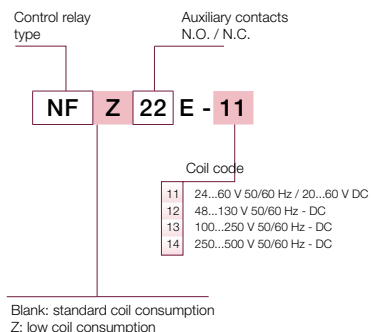 Control relay type
Auxiliary contacts N.O. / N.C.
NF Z 22 E - 11
Coil code
11 24...60 V 50/60 Hz / 20...60 V DC
12 48...130 V 50/60 Hz - DC
13 100...250 V 50/60 Hz - DC
14 250...500 V 50/60 Hz - DC
Blank: standard coil consumption
Z: low coil consumption